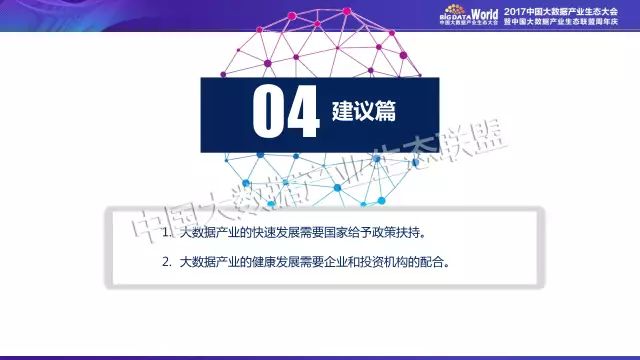 BIG DATA World
中国大数据产业生态大会
2017中国大数据产业生态大会
暨中国大数据产业生态联盟周年庆
04 建议篇
中国大数据产业生态联盟
1. 大数据产业的快速发展需要国家给予政策扶持。
2. 大数据产业的健康发展需要企业和投资机构的配合。